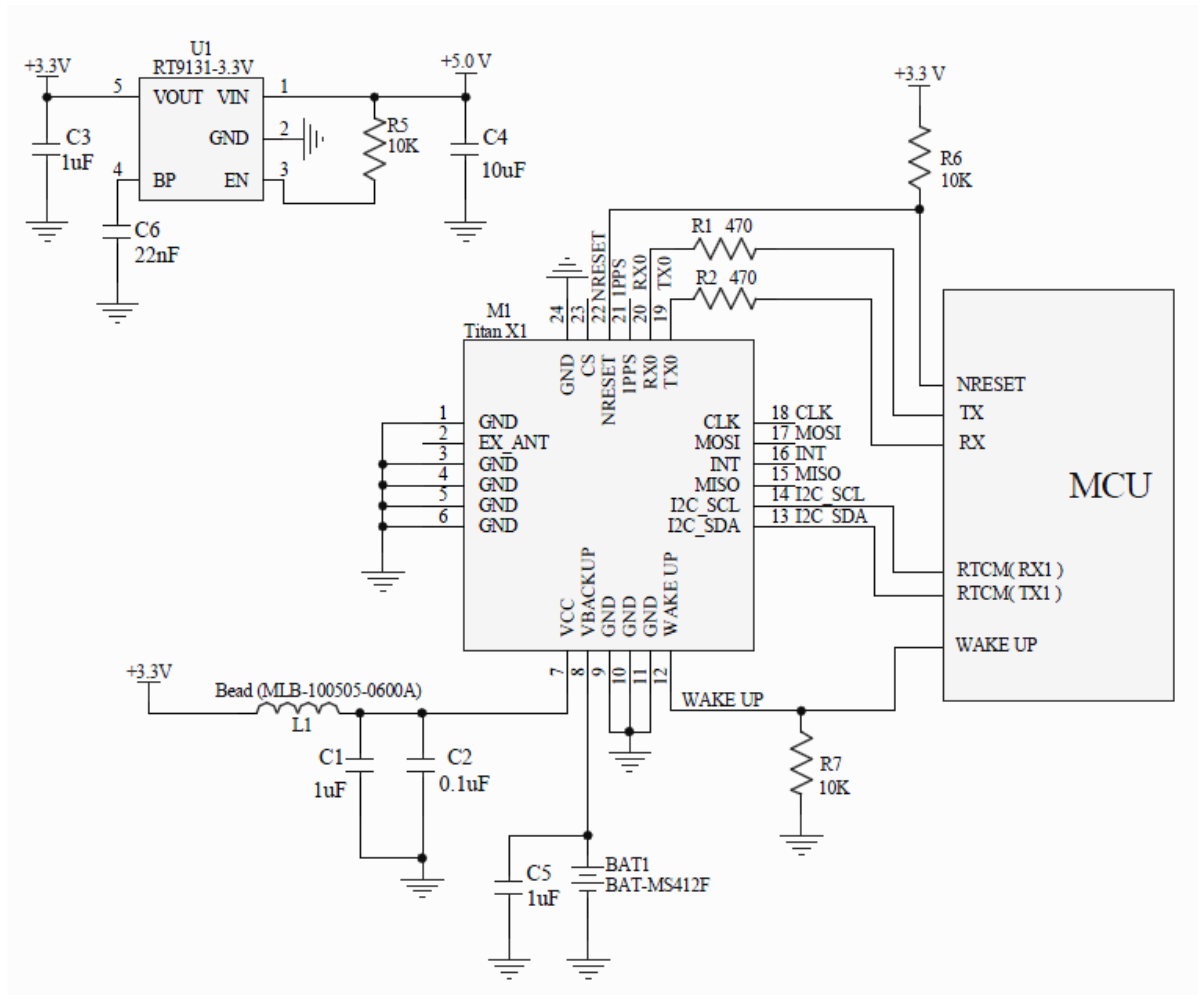 U1
RT9131-3.3V
+3.3V
+5.0 V
5
VOUT
VIN
1
GND
2
4
BP
EN
3
C3
1uF
R5
10K
C4
10uF
C6
22nF
+3.3 V
R6
10K
R1 470
R2 470
NRESET
1PPS
RX0
TX0
24
23
22
21
20
19
M1
Titan X1
GND
CS
NRESET
1PPS
RX0
TX0
1
GND
2
EX_ANT
3
GND
4
GND
5
GND
6
GND
CLK
18 CLK
MOSI
17 MOSI
INT
16 INT
MISO
15 MISO
I2C_SCL
14 I2C_SCL
I2C_SDA
13 I2C_SDA
VCC
VBACKUP
GND
GND
GND
WAKE UP
7
8
9
10
11
12
NRESET
TX
RX
MCU
RTCM( RX1 )
RTCM( TX1 )
WAKE UP
WAKE UP
R7
10K
+3.3V
Bead (MLB-100505-0600A)
L1
C1
1uF
C2
0.1uF
C5
1uF
BAT1
BAT-MS412F